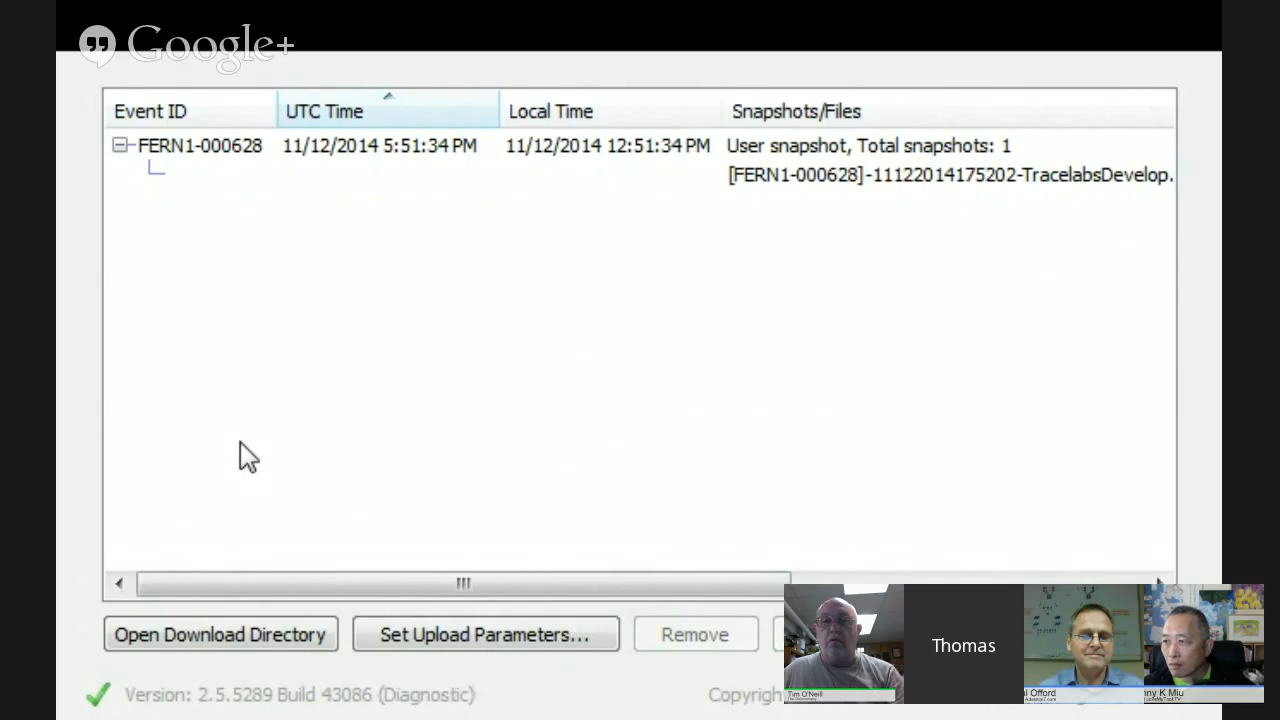 Google+
Event ID UTC Time Local Time Snapshots/Files
FERN1-000628 11/12/2014 5:51:34 PM 11/12/2014 12:51:34 PM User snapshot, Total snapshots: 1
[FERN1-000628]-11122014175202-TracelabsDevelop.
Open Download Directory Set Upload Parameters... Remove
Thomas
Tim O'Neill
Offord
K Miu
Version: 2.5.5289 Build 43086 (Diagnostic)